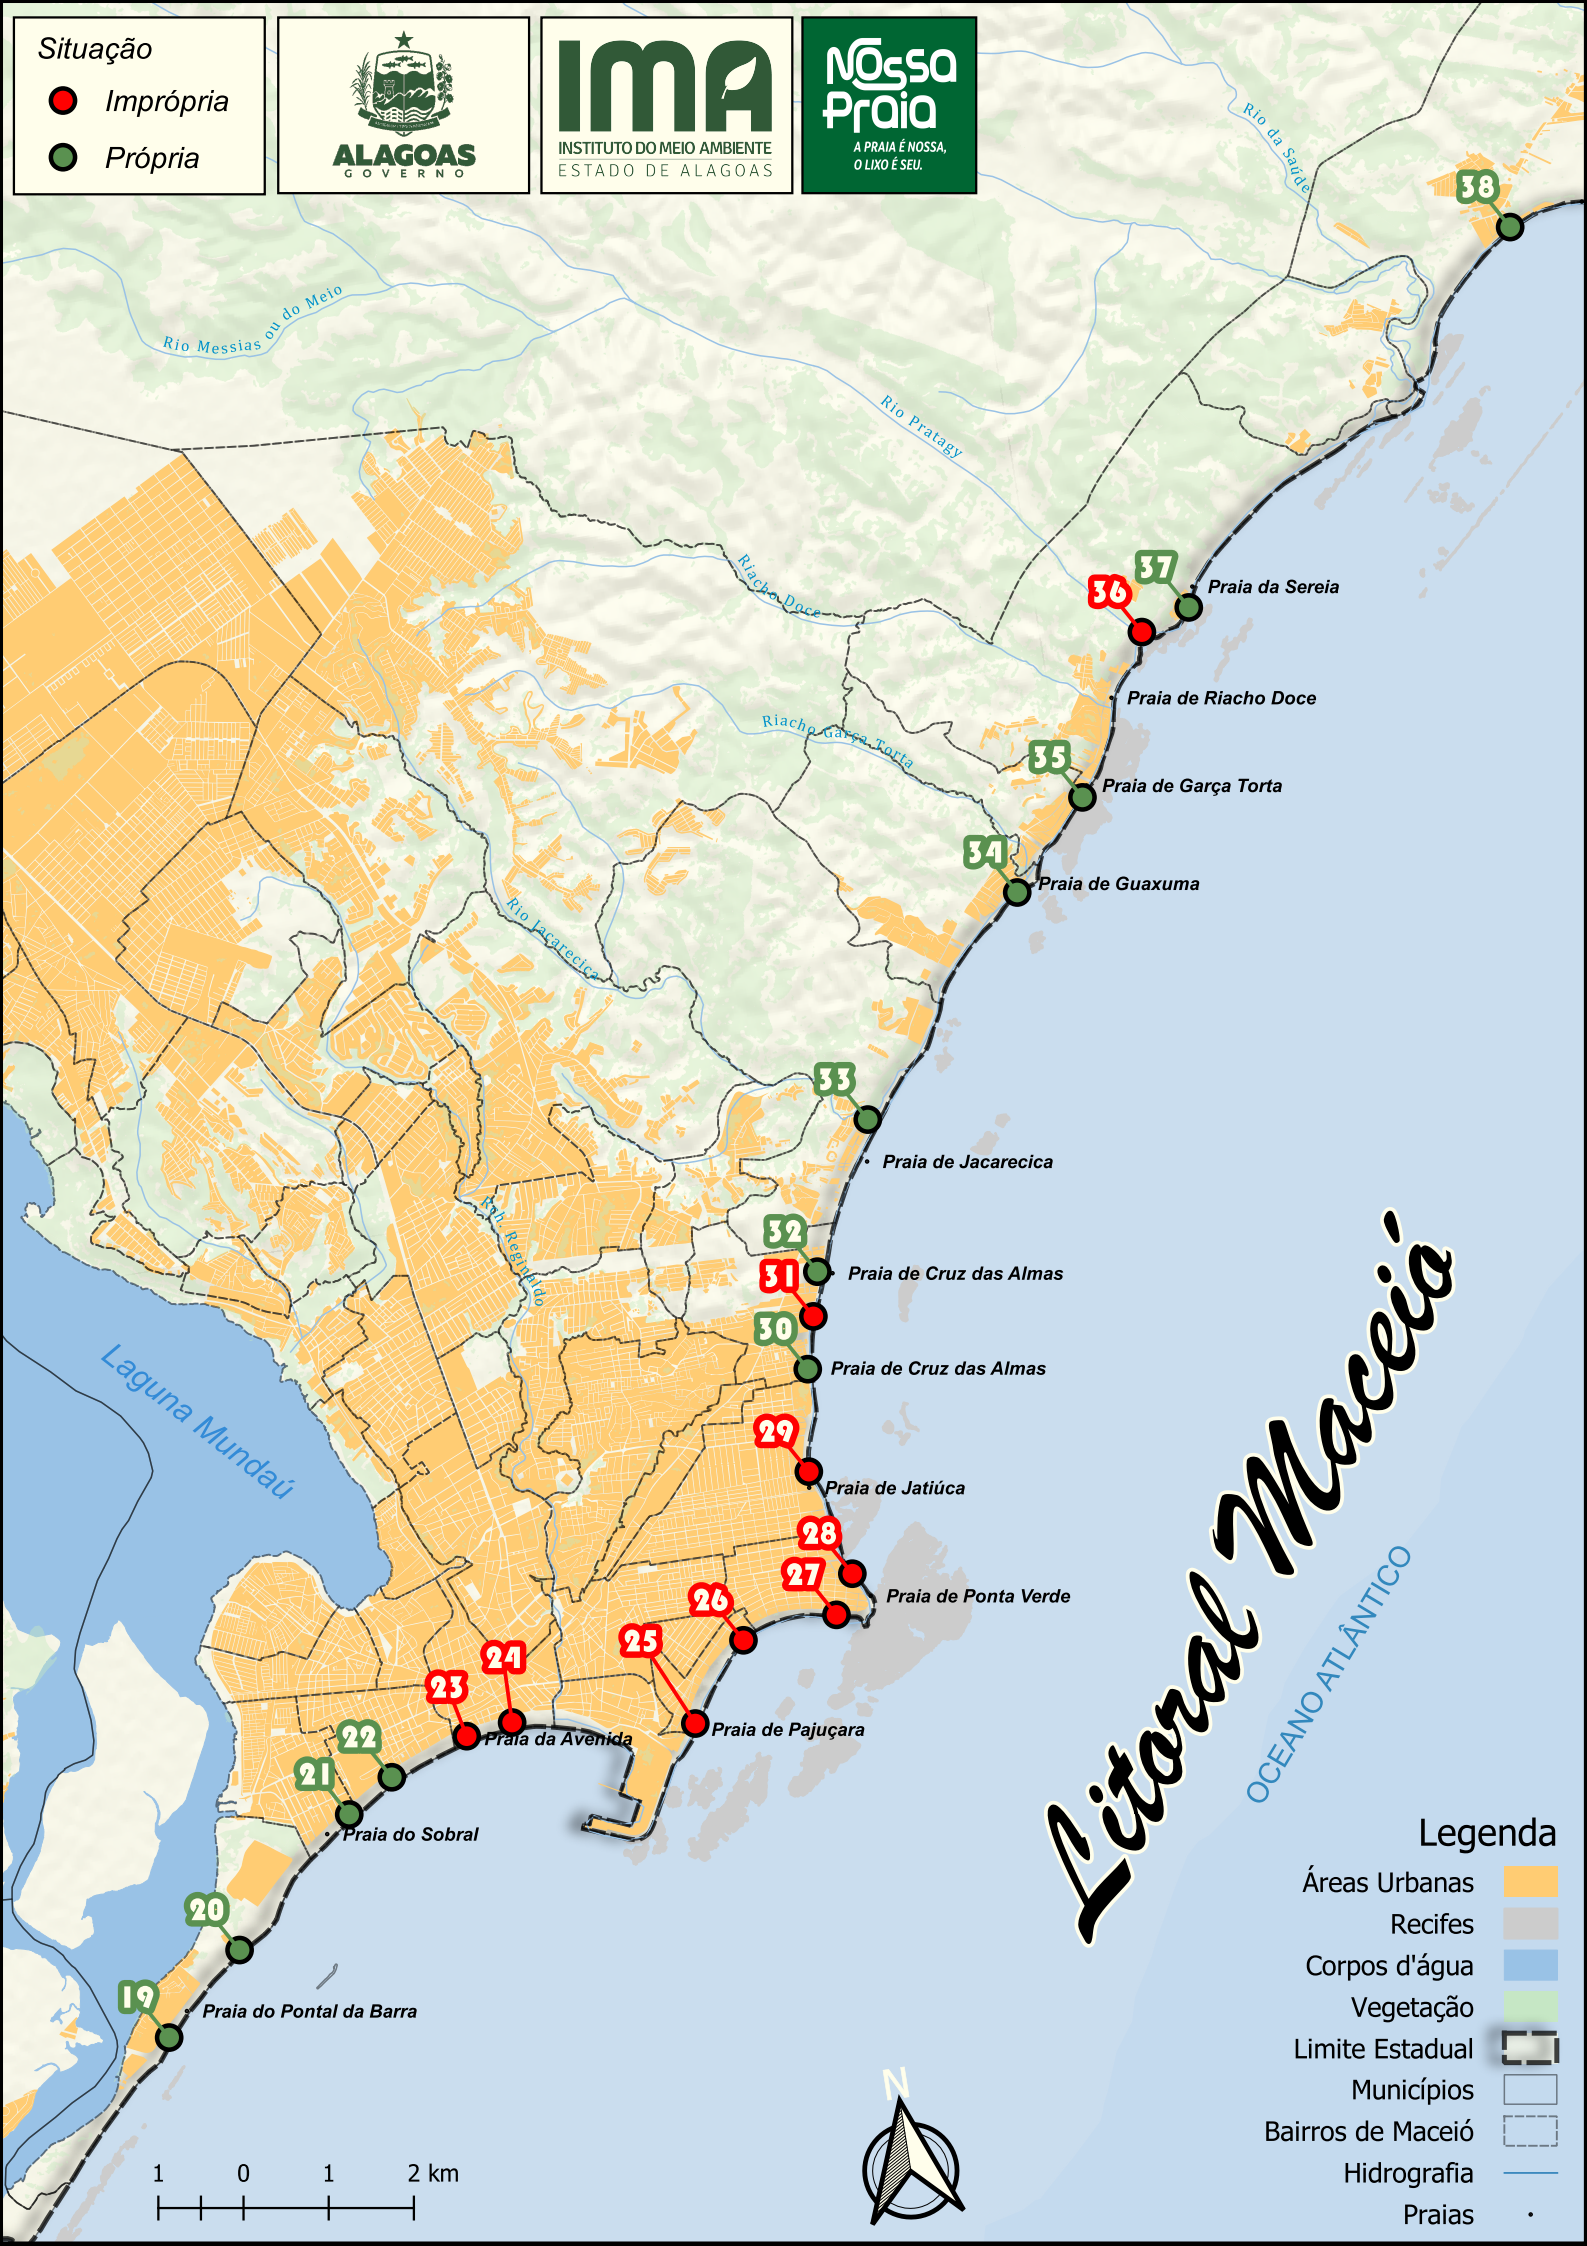 Situação
Imprópria
Própria
ALAGOAS
GOVERNO
IMA
INSTITUTO DO MEIO AMBIENTE
ESTADO DE ALAGOAS
Nossa
Praia
A PRAIA É NOSSA,
O LIXO É SEU.
Rio da Saúde
38
Rio Messias ou do Meio
Rio Pratagy
Riacho Doce
37
36
Praia da Sereia
Praia de Riacho Doce
Riacho Garça Torta
35
Praia de Garça Torta
34
Praia de Guaxuma
Rio Jacarecica
33
Praia de Jacarecica
Rch. Reginaldo
32
31
Praia de Cruz das Almas
30
Praia de Cruz das Almas
Laguna Mundaú
29
Praia de Jatiúca
28
27
Praia de Ponta Verde
26
25
24
23
Praia da Avenida
Praia de Pajuçara
22
21
Praia do Sobral
20
19
Praia do Pontal da Barra
Litoral Maceió
OCEANO ATLÂNTICO
Legenda
Áreas Urbanas
Recifes
Corpos d'água
Vegetação
Limite Estadual
Municípios
Bairros de Maceió
Hidrografia
Praias
N
1 0 1 2 km